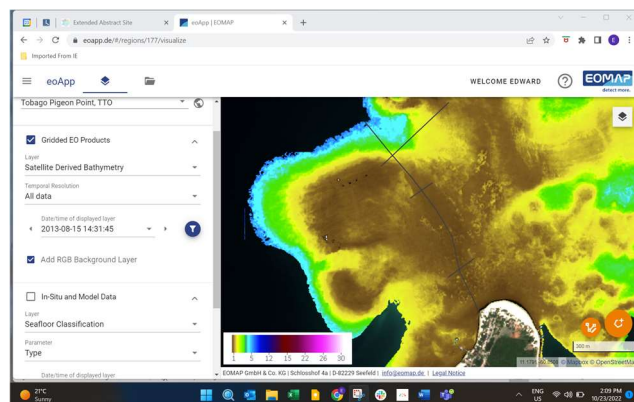 Extended Abstract Site
eoApp | EOMAP
eoapp.de/#/regions/177/visualize
Imported From IE
eoApp
WELCOME EDWARD
EOMAP
detect more.
Tobago Pigeon Point, TTO
Gridded EO Products
Layer
Satellite Derived Bathymetry
Temporal Resolution
All data
Date/time of displayed layer
2013-08-15 14:31:45
Add RGB Background Layer
In-Situ and Model Data
Layer
Seafloor Classification
Parameter
Type
Date/time of displayed layer
1 5 12 15 22 26 30
300 m
© Mapbox © OpenStreetMa
EOMAP GmbH & Co. KG | Schlosshof 4a | D-82229 Seefeld | info@eomap.de | Legal Notice
21°C
Sunny
ENG
US
2:09 PM
10/23/2022